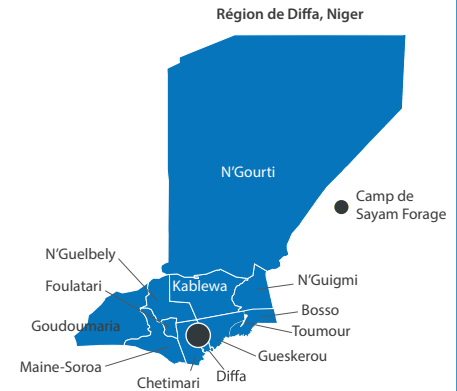 Région de Diffa, Niger
N'Gourti
Camp de
Sayam Forage
N'Guelbely
Foulatari
Kablewa
N'Guigmi
Goudoumaria
Bosso
Toumour
Gueskerou
Maine-Soroa
Chetimari
Diffa